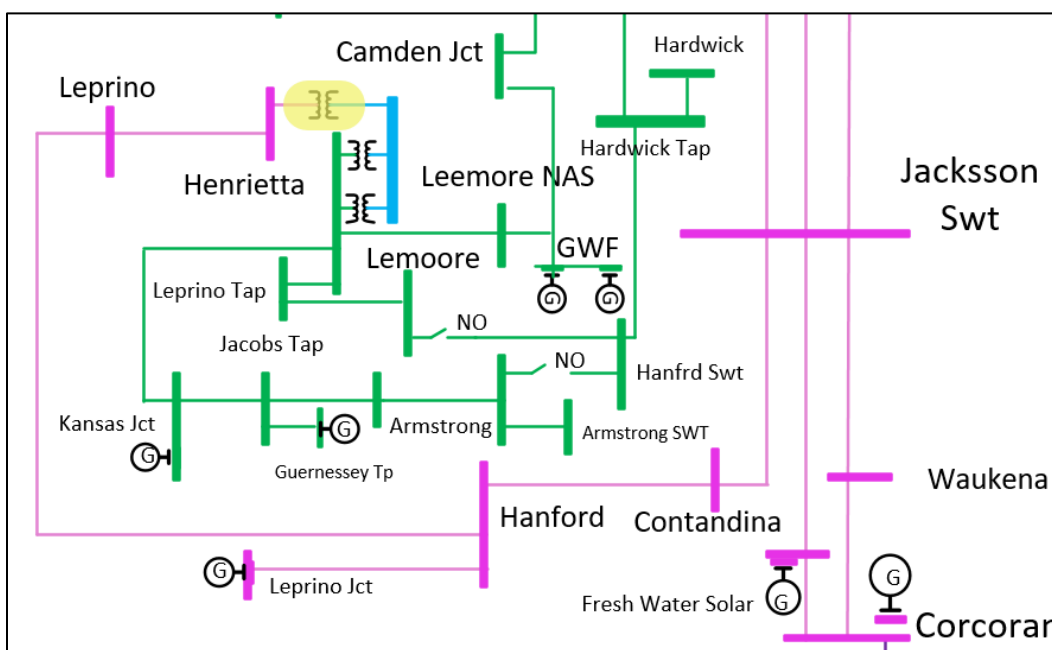 Camden Jct
Hardwick
Leprino
Hardwick Tap
Henrietta
Leemore NAS
Jacksson
Swt
Lemoore
GWF
Leprino Tap
G
G
Jacobs Tap
NO
NO
Hanfrd Swt
Kansas Jct
G
G
Armstrong
Armstrong SWT
Guernessey Tp
Waukena
Hanford
Contandina
G
Leprino Jct
Fresh Water Solar
G
G
Corcoran